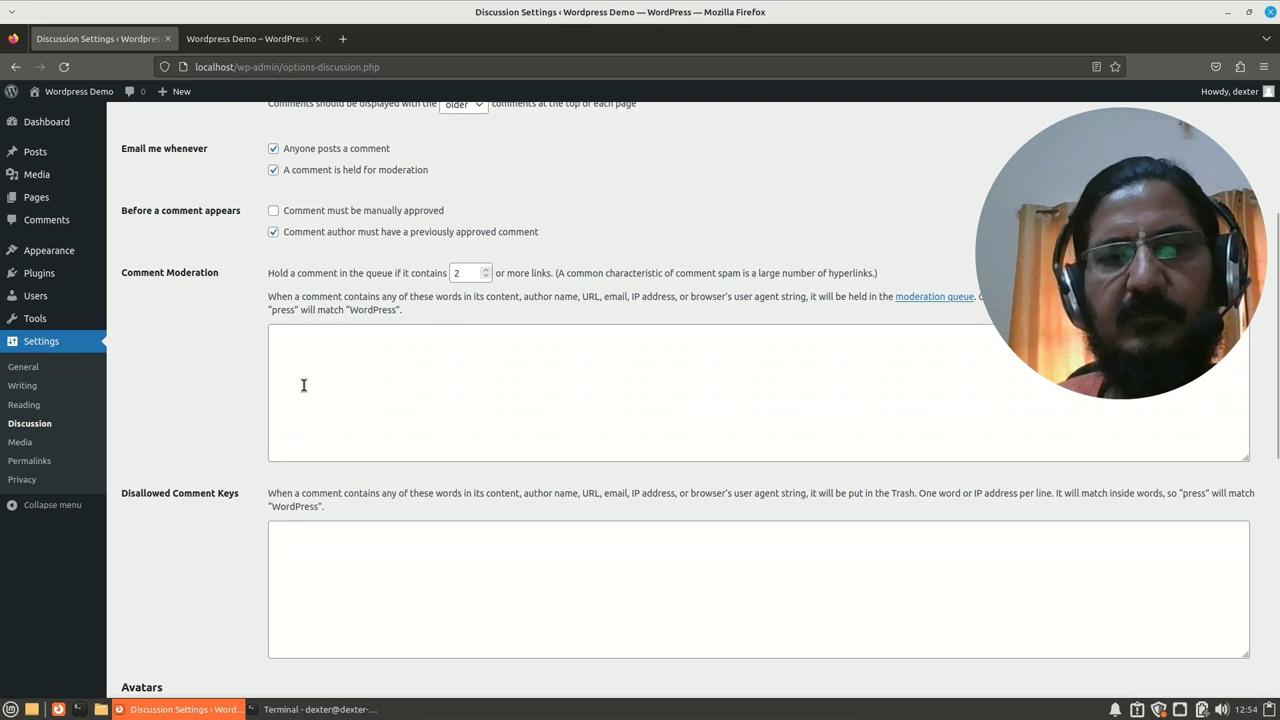 Discussion Settings ‹ Wordpress Demo — WordPress — Mozilla Firefox
Discussion Settings ‹ Wordpres
Wordpress Demo – WordPress
localhost/wp-admin/options-discussion.php
Wordpress Demo
0
New
Howdy, dexter
Dashboard
Posts
Media
Pages
Comments
Appearance
Plugins
Users
Tools
Settings
General
Writing
Reading
Discussion
Media
Permalinks
Privacy
Collapse menu
Comments should be displayed with the older comments at the top of each page
Email me whenever
Anyone posts a comment
A comment is held for moderation
Before a comment appears
Comment must be manually approved
Comment author must have a previously approved comment
Comment Moderation
Hold a comment in the queue if it contains 2 or more links. (A common characteristic of comment spam is a large number of hyperlinks.)
When a comment contains any of these words in its content, author name, URL, email, IP address, or browser's user agent string, it will be held in the moderation queue.
“press” will match “WordPress”.
Disallowed Comment Keys
When a comment contains any of these words in its content, author name, URL, email, IP address, or browser's user agent string, it will be put in the Trash. One word or IP address per line. It will match inside words, so “press” will match
“WordPress”.
Avatars
Discussion Settings ‹ Word...
Terminal - dexter@dexter-...
12:54